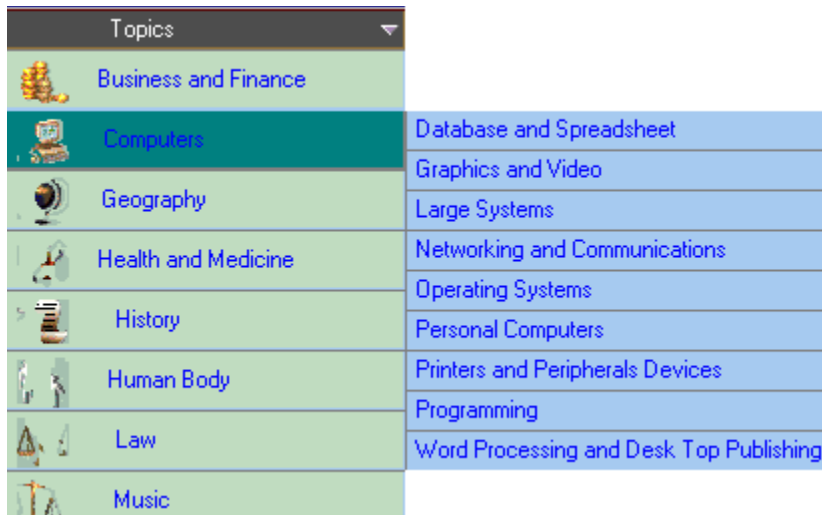 Topics
Business and Finance
Computers
Geography
Health and Medicine
History
Human Body
Law
Music
Database and Spreadsheet
Graphics and Video
Large Systems
Networking and Communications
Operating Systems
Personal Computers
Printers and Peripherals Devices
Programming
Word Processing and Desk Top Publishing